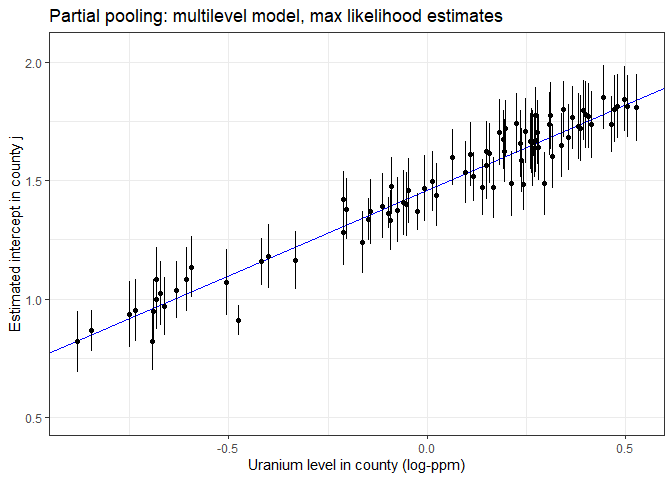 Partial pooling: multilevel model, max likelihood estimates
Estimated intercept in county j
2.0
1.5
1.0
0.5
-0.5
0.0
0.5
Uranium level in county (log-ppm)